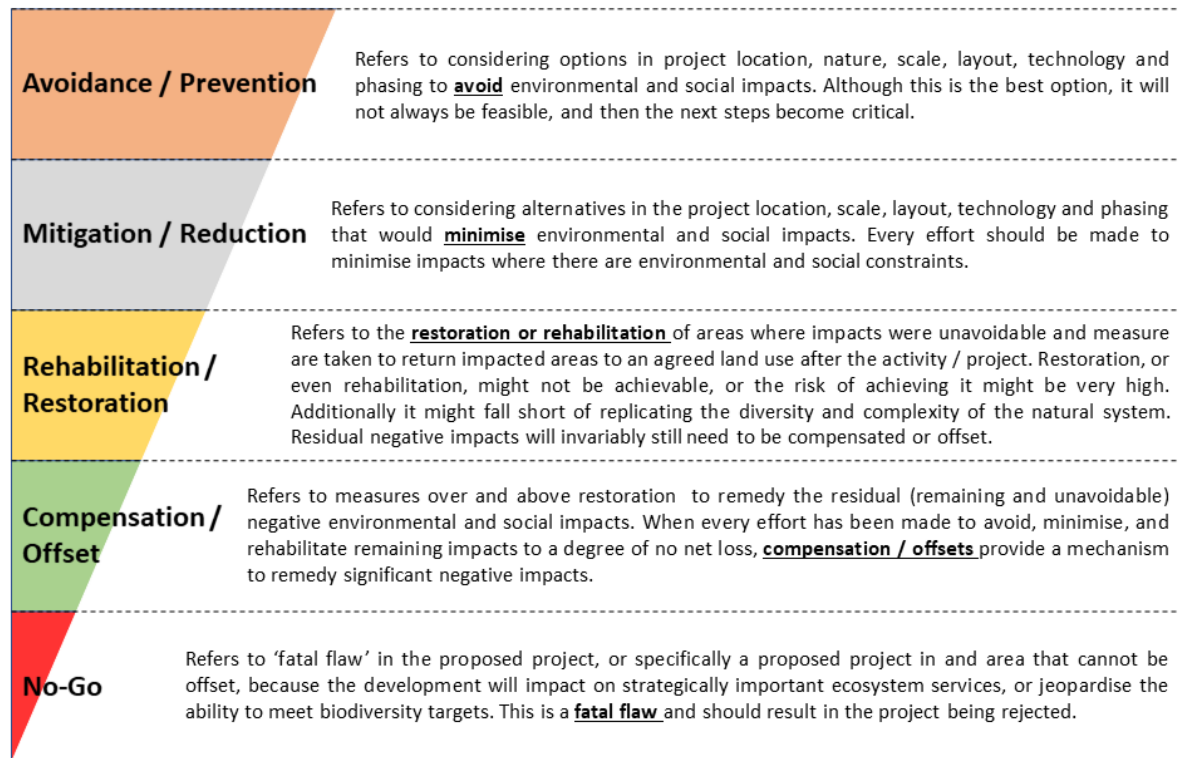 Avoidance / Prevention
Refers to considering options in project location, nature, scale, layout, technology and
phasing to avoid environmental and social impacts. Although this is the best option, it will
not always be feasible, and then the next steps become critical.
Mitigation / Reduction
Refers to considering alternatives in the project location, scale, layout, technology and phasing
that would minimise environmental and social impacts. Every effort should be made to
minimise impacts where there are environmental and social constraints.
Rehabilitation /
Restoration
Refers to the restoration or rehabilitation of areas where impacts were unavoidable and measure
are taken to return impacted areas to an agreed land use after the activity / project. Restoration, or
even rehabilitation, might not be achievable, or the risk of achieving it might be very high.
Additionally it might fall short of replicating the diversity and complexity of the natural system.
Residual negative impacts will invariably still need to be compensated or offset.
Compensation /
Offset
Refers to measures over and above restoration to remedy the residual (remaining and unavoidable)
negative environmental and social impacts. When every effort has been made to avoid, minimise, and
rehabilitate remaining impacts to a degree of no net loss, compensation / offsets provide a mechanism
to remedy significant negative impacts.
No-Go
Refers to 'fatal flaw' in the proposed project, or specifically a proposed project in and area that cannot be
offset, because the development will impact on strategically important ecosystem services, or jeopardise the
ability to meet biodiversity targets. This is a fatal flaw and should result in the project being rejected.